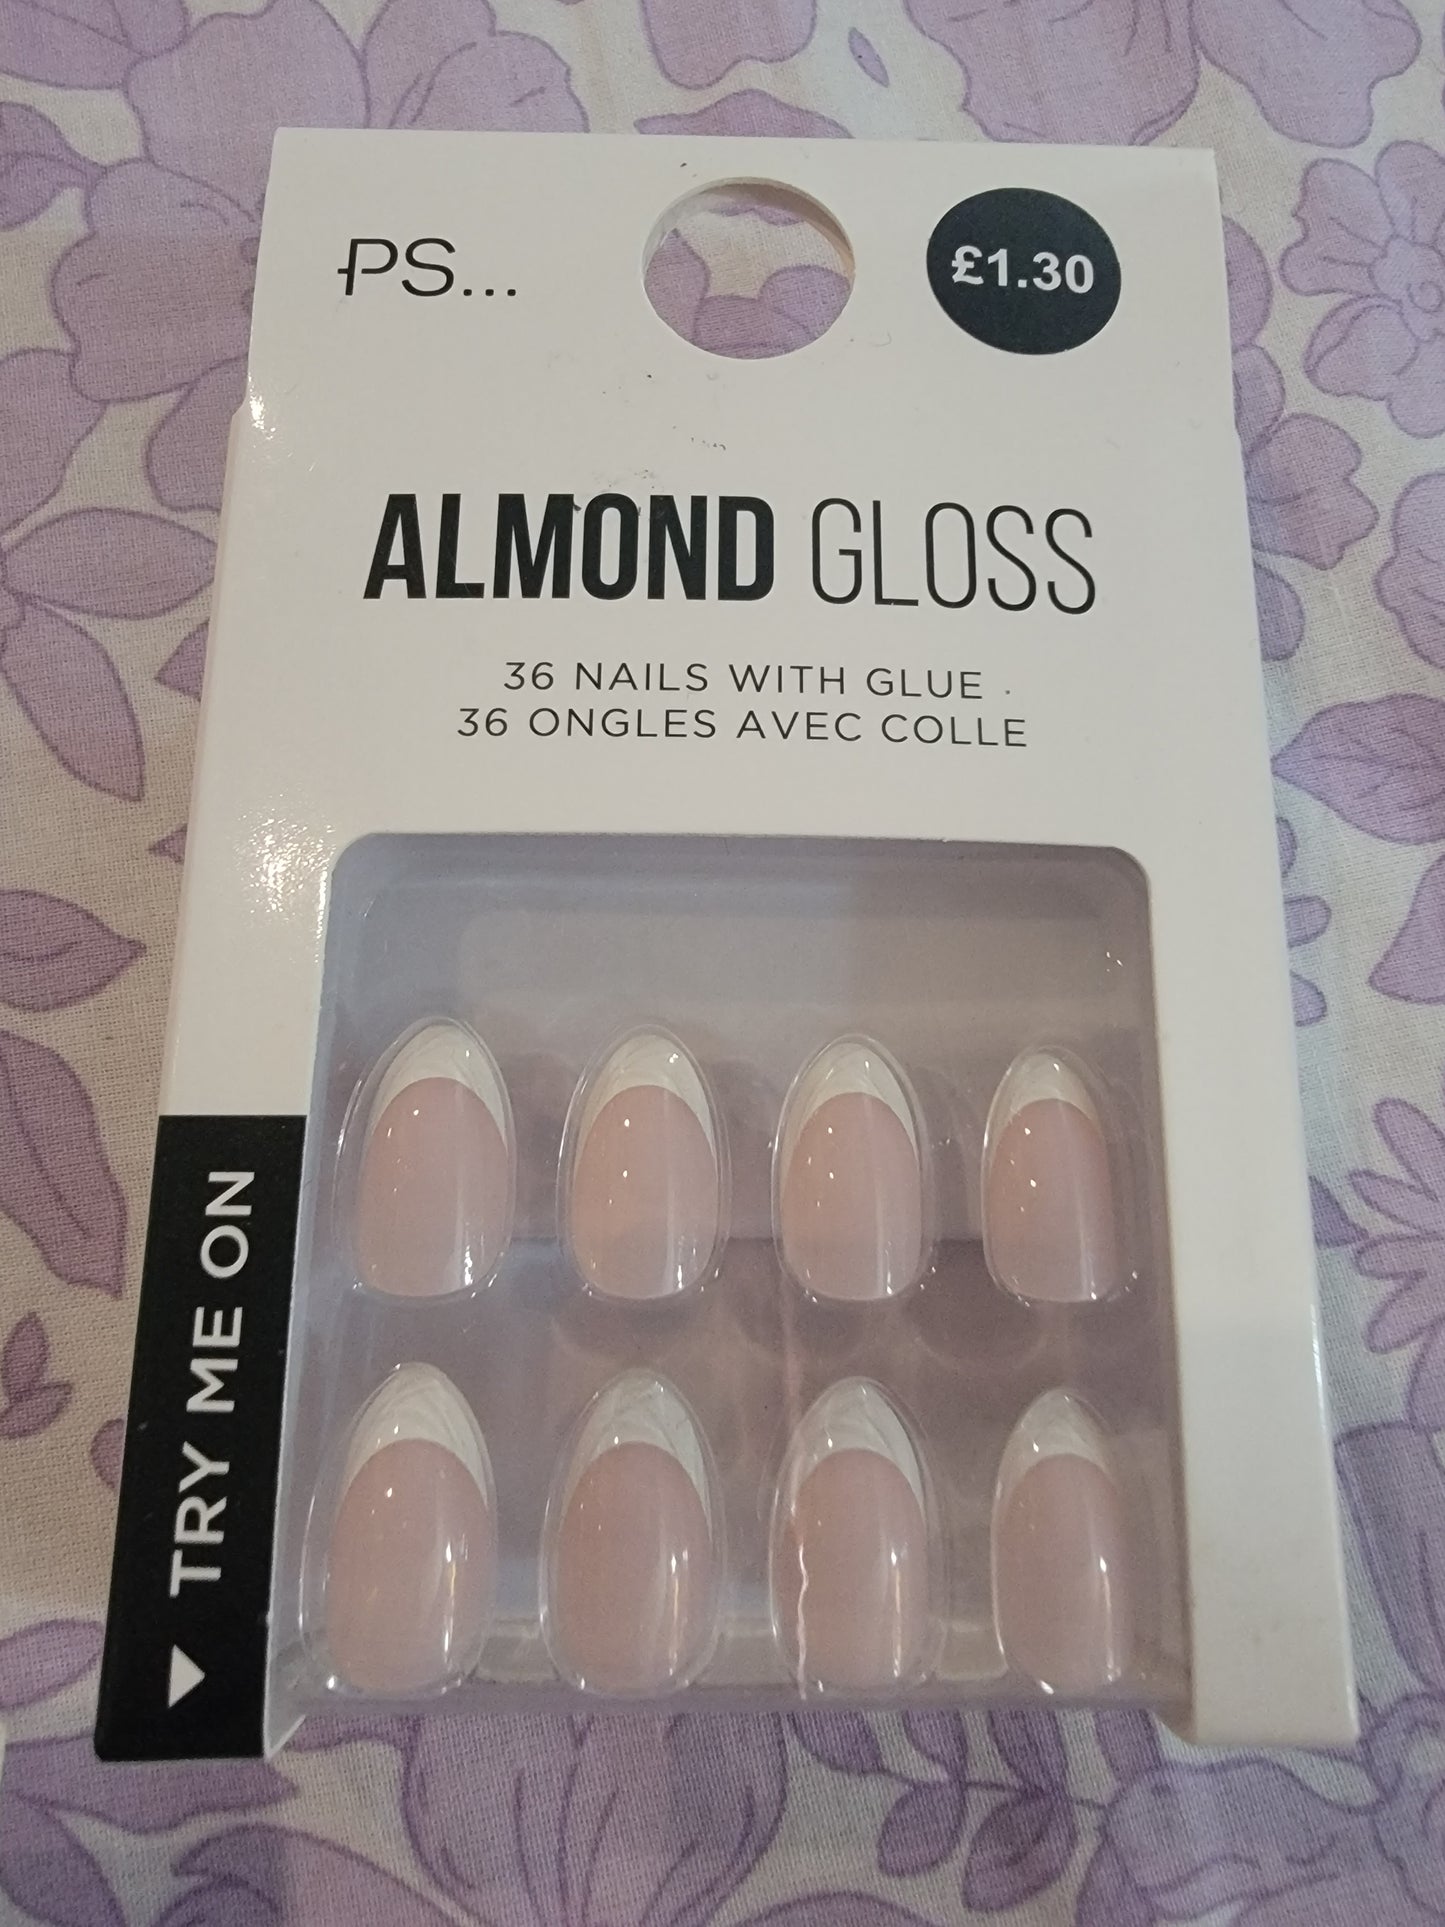 PS...
£1.30
ALMOND GLOSS
36 NAILS WITH GLUE .
36 ONGLES AVEC COLLE
TRY ME ON